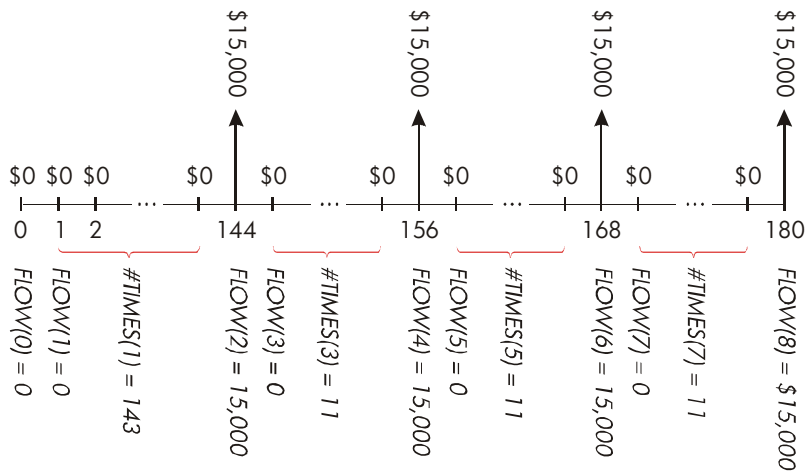 $15,000
$15,000
$15,000
$15,000
$0 $0 $0 $0 $0 $0 $0 $0 $0 $0
... ... ... ...
0 1 2 144 156 168 180
FLOW(0) = 0
FLOW(1) = 0
#TIMES(1) = 143
FLOW(2) = 15,000
FLOW(3) = 0
#TIMES(3) = 11
FLOW(4) = 15,000
FLOW(5) = 0
#TIMES(5) = 11
FLOW(6) = 15,000
FLOW(7) = 0
#TIMES(7) = 11
FLOW(8) = $15,000